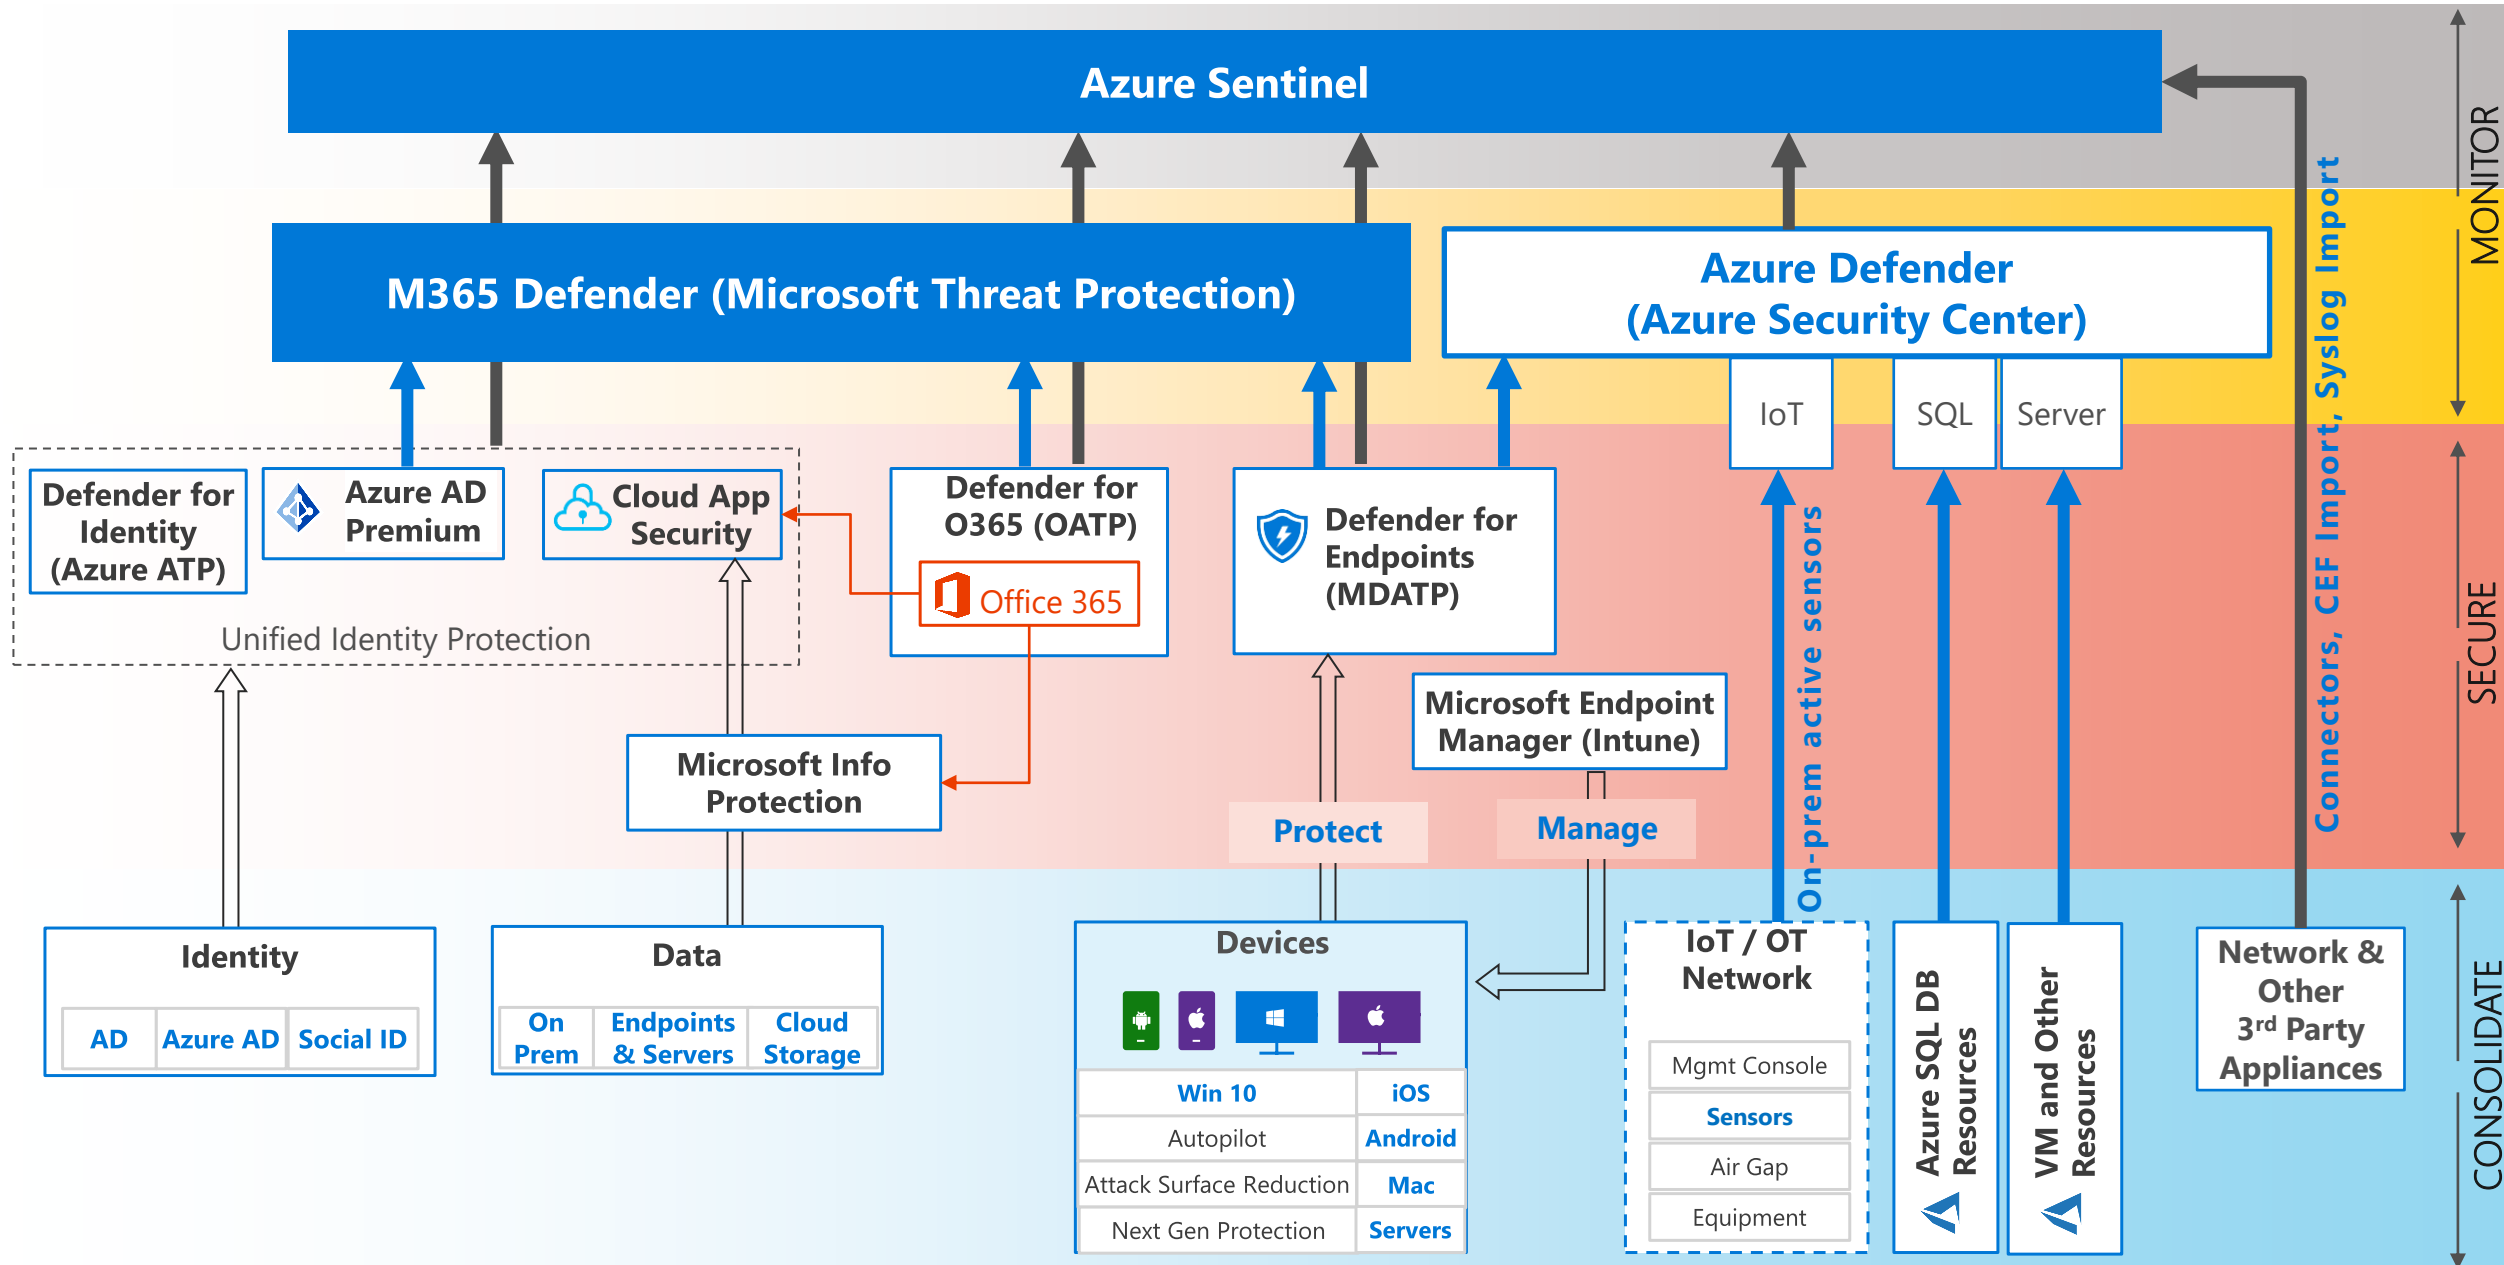 Azure Sentinel
MONITOR
M365 Defender (Microsoft Threat Protection)
Azure Defender
(Azure Security Center)
IoT
SQL
Server
Connectors, CEF Import, Syslog Import
Defender for
Identity
(Azure ATP)
Azure AD
Premium
Cloud App
Security
Unified Identity Protection
Defender for
O365 (OATP)
Office 365
Defender for
Endpoints
(MDATP)
On-prem active sensors
SECURE
Microsoft Info
Protection
Microsoft Endpoint
Manager (Intune)
Protect
Manage
Identity
AD
Azure AD
Social ID
Data
On
Prem
Endpoints
& Servers
Cloud
Storage
Devices
Win 10
iOS
Autopilot
Android
Attack Surface Reduction
Mac
Next Gen Protection
Servers
IoT / OT
Network
Mgmt Console
Sensors
Air Gap
Equipment
Azure SQL DB
Resources
VM and Other
Resources
Network &
Other
3rd Party
Appliances
CONSOLIDATE